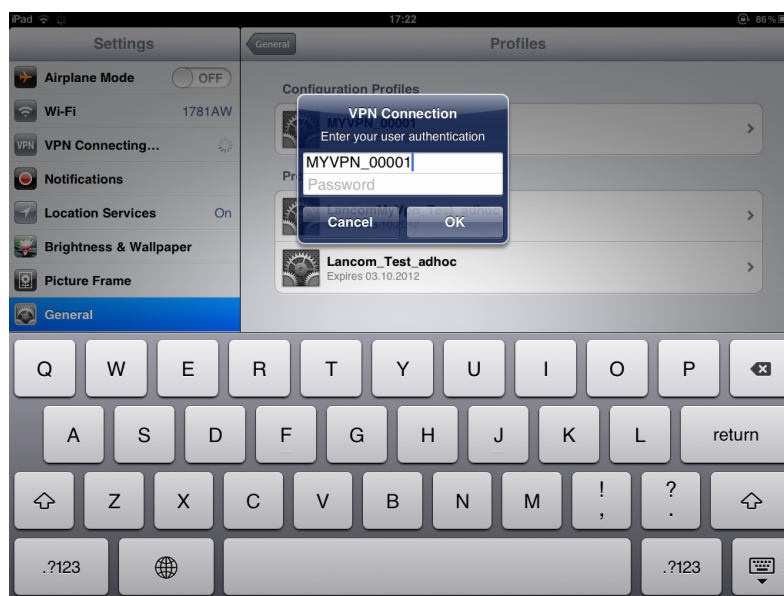 iPad 17:22 86%
Settings
General Profiles
Airplane Mode OFF
Wi-Fi 1781AW
VPN VPN Connecting...
Notifications
Location Services On
Brightness & Wallpaper
Picture Frame
General
Configuration Profiles
MYVPN_00001
VPN Connection
Enter your user authentication
MYVPN_00001
Password
Cancel OK
LancomMyVpn_Test_adhoc
Lancom_Test_adhoc
Expires 03.10.2012
Q W E R T Y U I O P
A S D F G H J K L return
Z X C V B N M ! , ? .
.?123 .?123